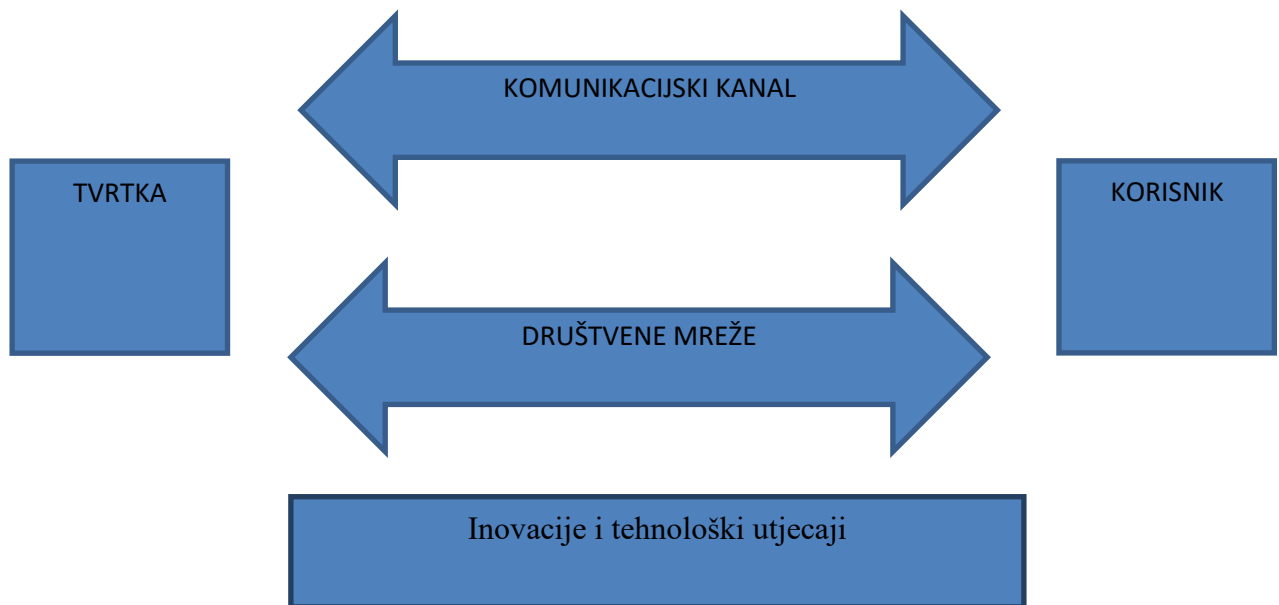 KOMUNIKACIJSKI KANAL
TVRTKA
KORISNIK
DRUŠTVENE MREŽE
Inovacije i tehnološki utjecaji